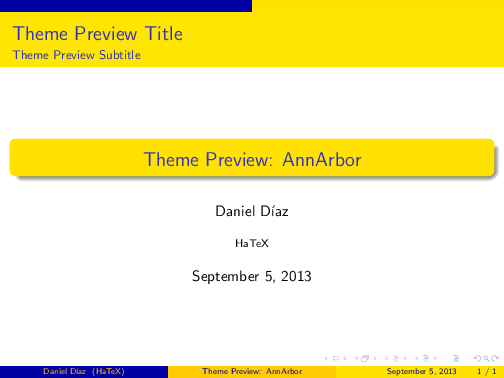 Theme Preview Title
Theme Preview Subtitle
Theme Preview: AnnArbor
Daniel Díaz
HaTeX
September 5, 2013
Daniel Díaz (HaTeX) Theme Preview: AnnArbor September 5, 2013 1 / 1